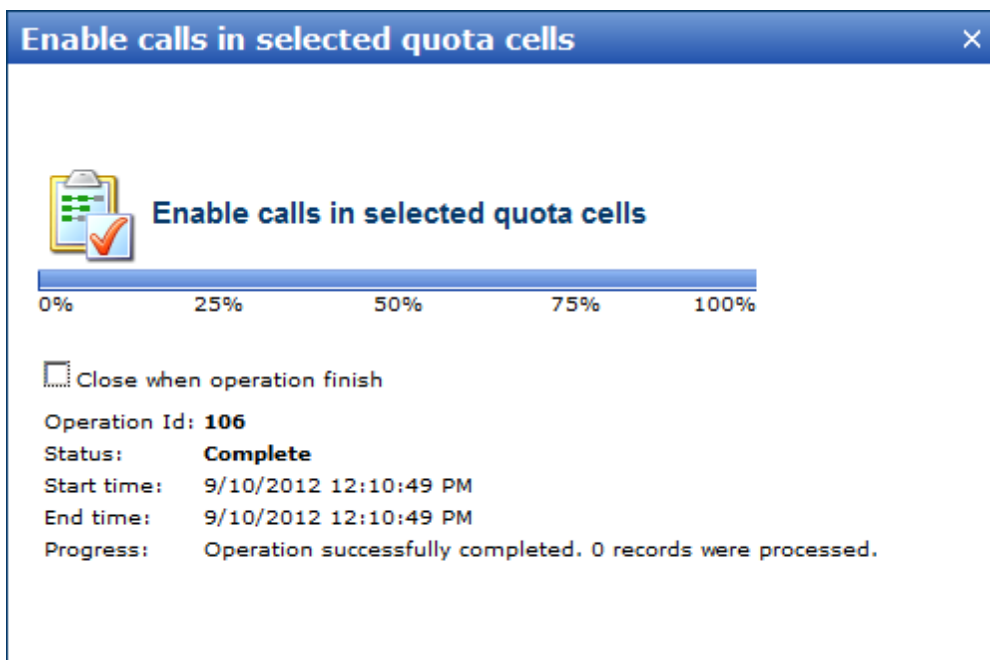 Enable calls in selected quota cells
Enable calls in selected quota cells
0% 25% 50% 75% 100%
Close when operation finish
Operation Id: 106
Status: Complete
Start time: 9/10/2012 12:10:49 PM
End time: 9/10/2012 12:10:49 PM
Progress: Operation successfully completed. 0 records were processed.